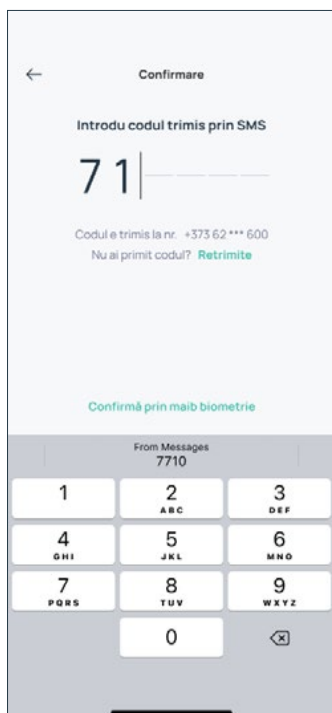 Confirmare
Introdu codul trimis prin SMS
71
Codul e trimis la nr. +373 62 *** 600
Nu ai primit codul? Retrimite
Confirmă prin maib biometrie
From Messages
7710
1 2 3
ABC DEF
4 5 6
GHI JKL MNO
7 8 9
PQRS TUV WXYZ
0